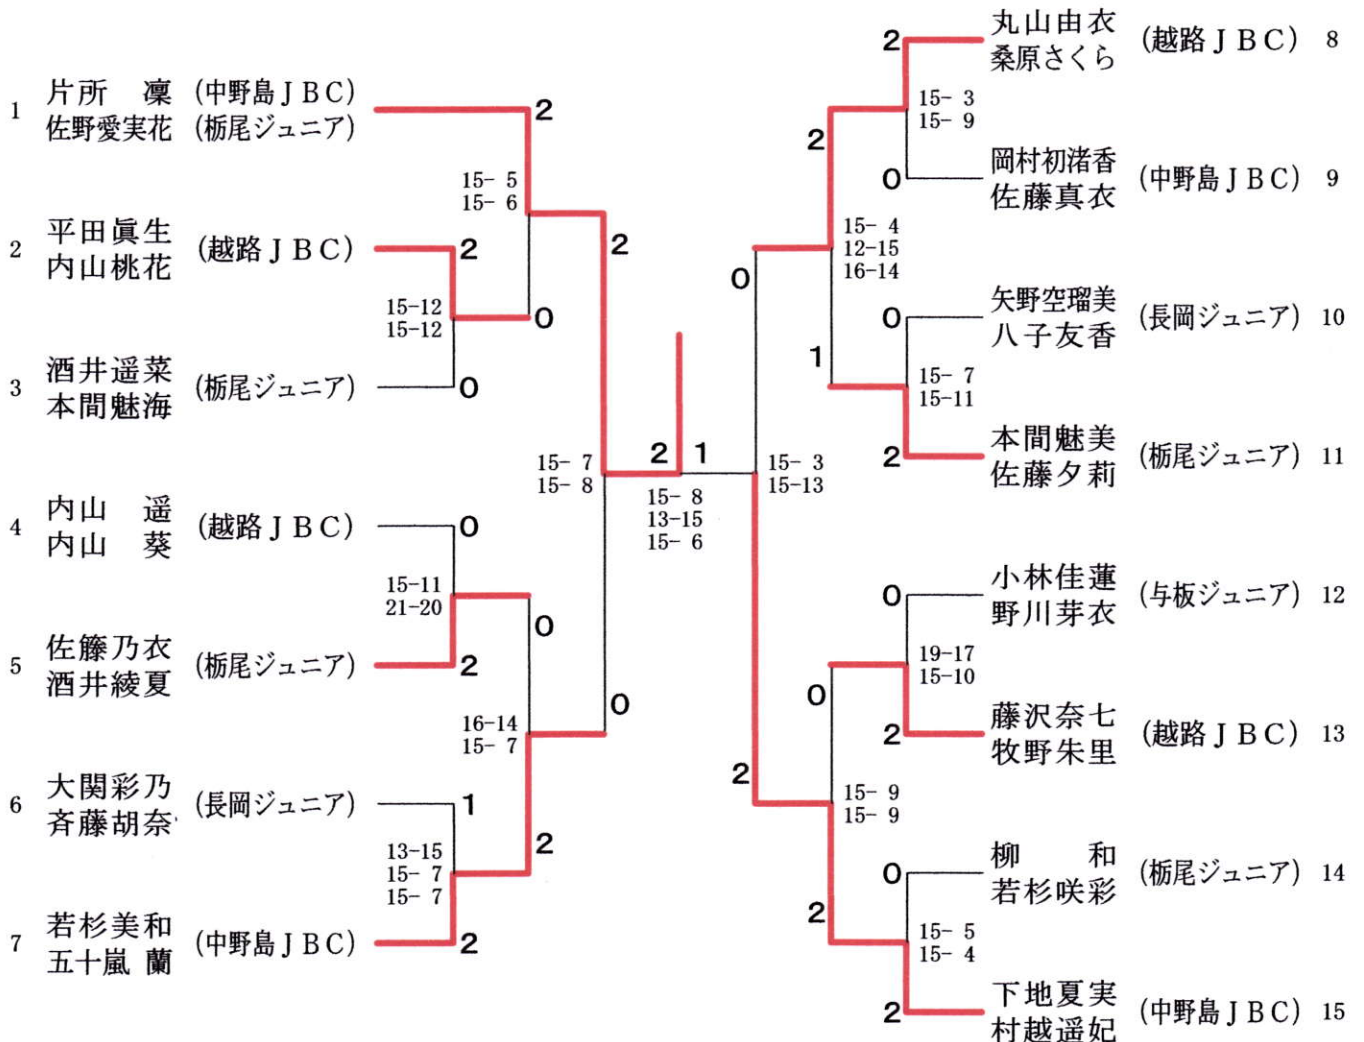 1 片所 凜 (中野島ＪＢＣ)
佐野愛実花 (栃尾ジュニア)
2
15- 5
15- 6
2 平田眞生 (越路ＪＢＣ)
内山桃花
2
2
15-12
15-12
0
3 酒井遥菜 (栃尾ジュニア)
本間魅海
0
15- 7
15- 8
4 内山 遥 (越路ＪＢＣ)
内山 葵
0
15-11
21-20
0
5 佐籐乃衣 (栃尾ジュニア)
酒井綾夏
2
16-14
15- 7
0
6 大関彩乃 (長岡ジュニア)
斉藤胡奈
1
13-15
15- 7
15- 7
2
7 若杉美和 (中野島ＪＢＣ)
五十嵐 蘭
2
2 1
15- 8
13-15
15- 6
2 丸山由衣 (越路ＪＢＣ) 8
桑原さくら
15- 3
15- 9
2
0 岡村初渚香 (中野島ＪＢＣ) 9
佐藤真衣
15- 4
12-15
16-14
0
0 矢野空瑠美 (長岡ジュニア) 10
八子友香
1
15- 7
15-11
2 本間魅美 (栃尾ジュニア) 11
佐藤夕莉
15- 3
15-13
0 小林佳蓮 (与板ジュニア) 12
野川芽衣
19-17
15-10
0
2 藤沢奈七 (越路ＪＢＣ) 13
牧野朱里
2
15- 9
15- 9
0 柳 和 (栃尾ジュニア) 14
若杉咲彩
2
15- 5
15- 4
2 下地夏実 (中野島ＪＢＣ) 15
村越遥妃